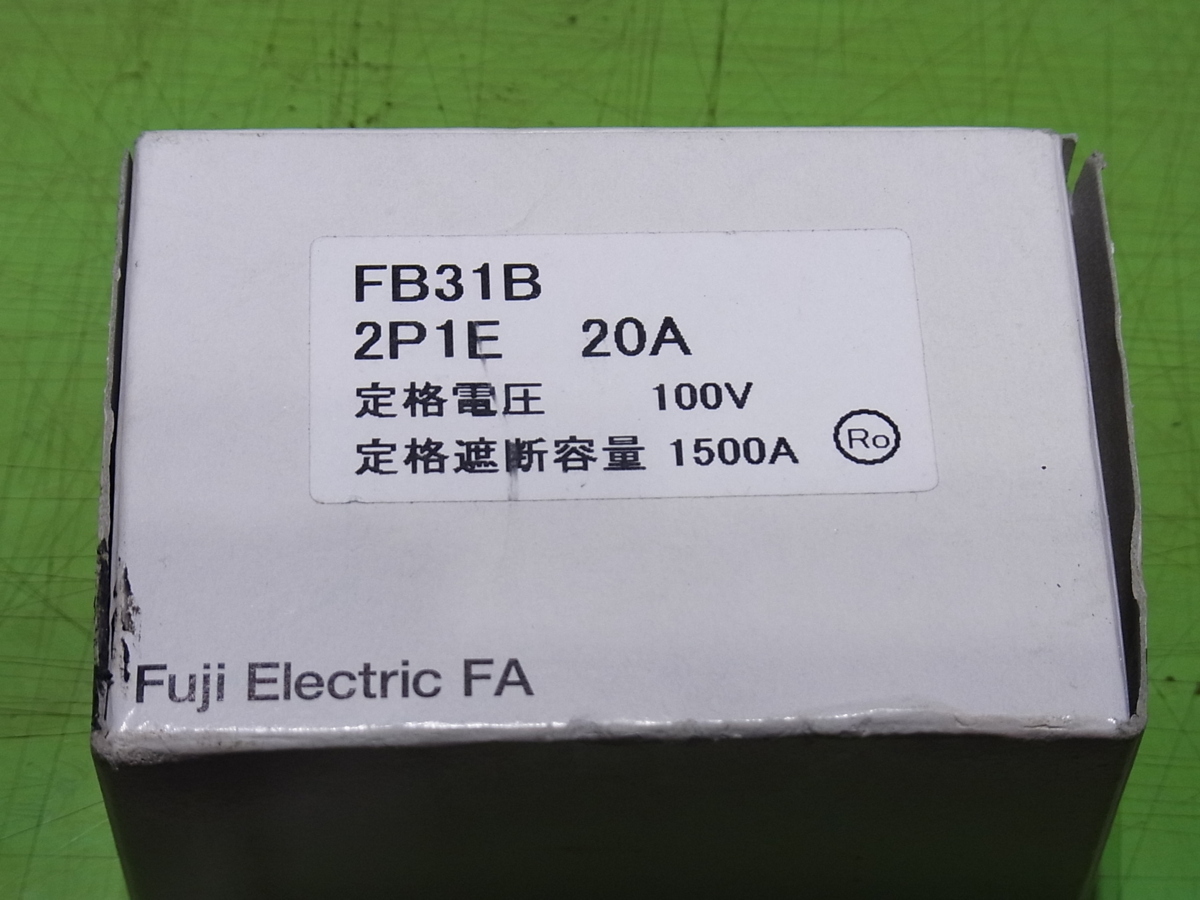 FB31B
2P1E 20A
定格電圧 100V
定格遮断容量 1500A
Ro
Fuji Electric FA